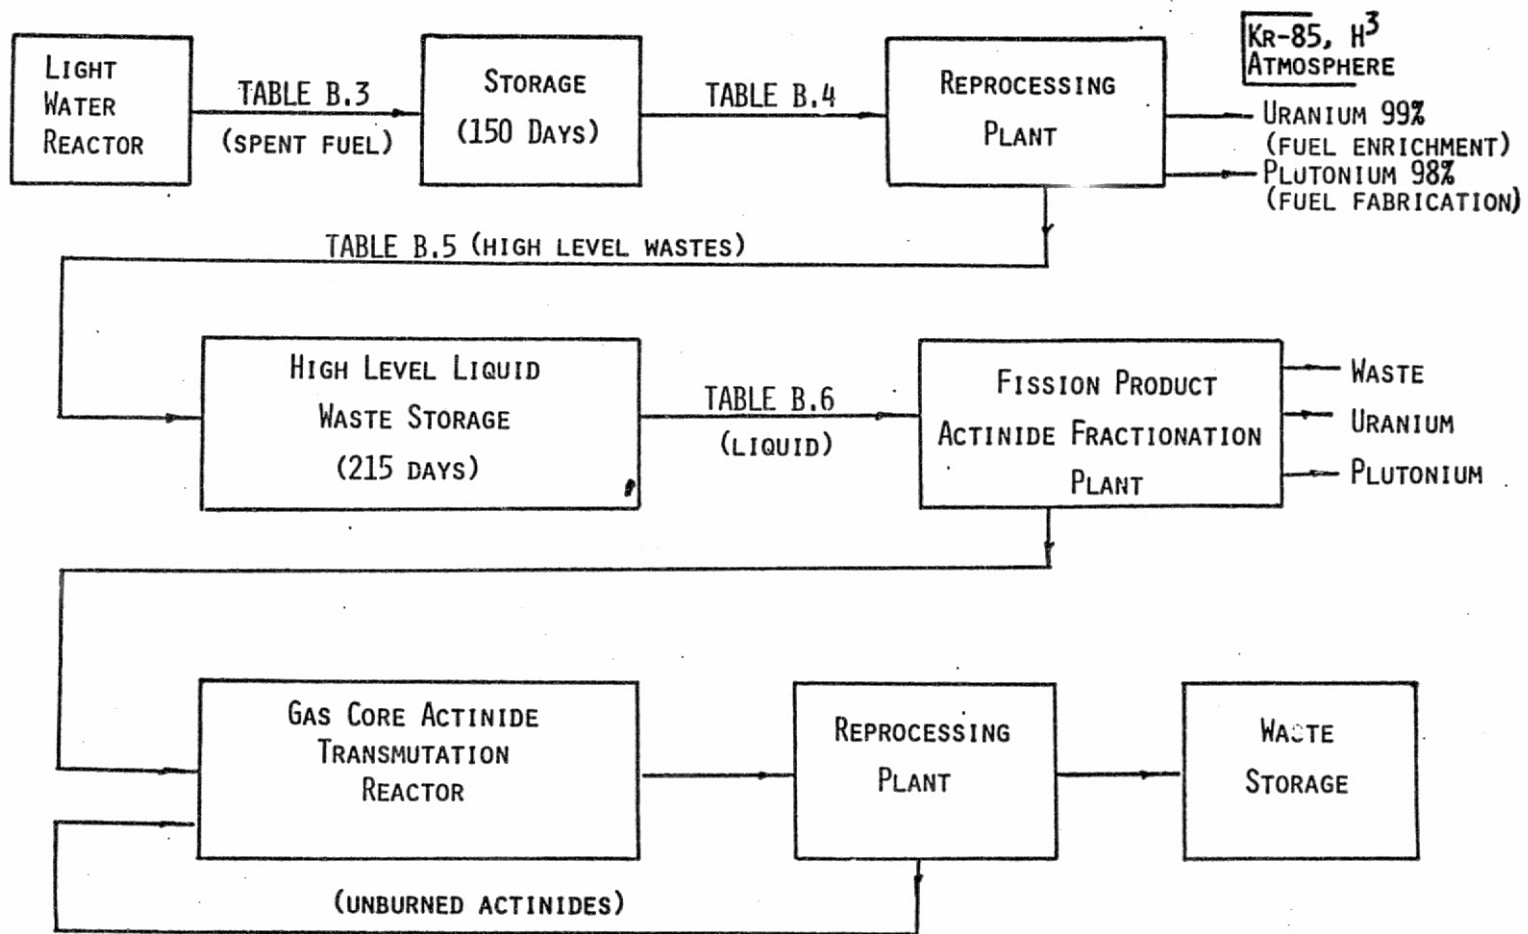 LIGHT
WATER
REACTOR
TABLE B.3
(SPENT FUEL)
STORAGE
(150 DAYS)
TABLE B.4
REPROCESSING
PLANT
KR-85, H³
ATMOSPHERE
URANIUM 99%
(FUEL ENRICHMENT)
PLUTONIUM 98%
(FUEL FABRICATION)
TABLE B.5 (HIGH LEVEL WASTES)
HIGH LEVEL LIQUID
WASTE STORAGE
(215 DAYS)
TABLE B.6
(LIQUID)
FISSION PRODUCT
ACTINIDE FRACTIONATION
PLANT
WASTE
URANIUM
PLUTONIUM
GAS CORE ACTINIDE
TRANSMUTATION
REACTOR
REPROCESSING
PLANT
WASTE
STORAGE
(UNBURNED ACTINIDES)